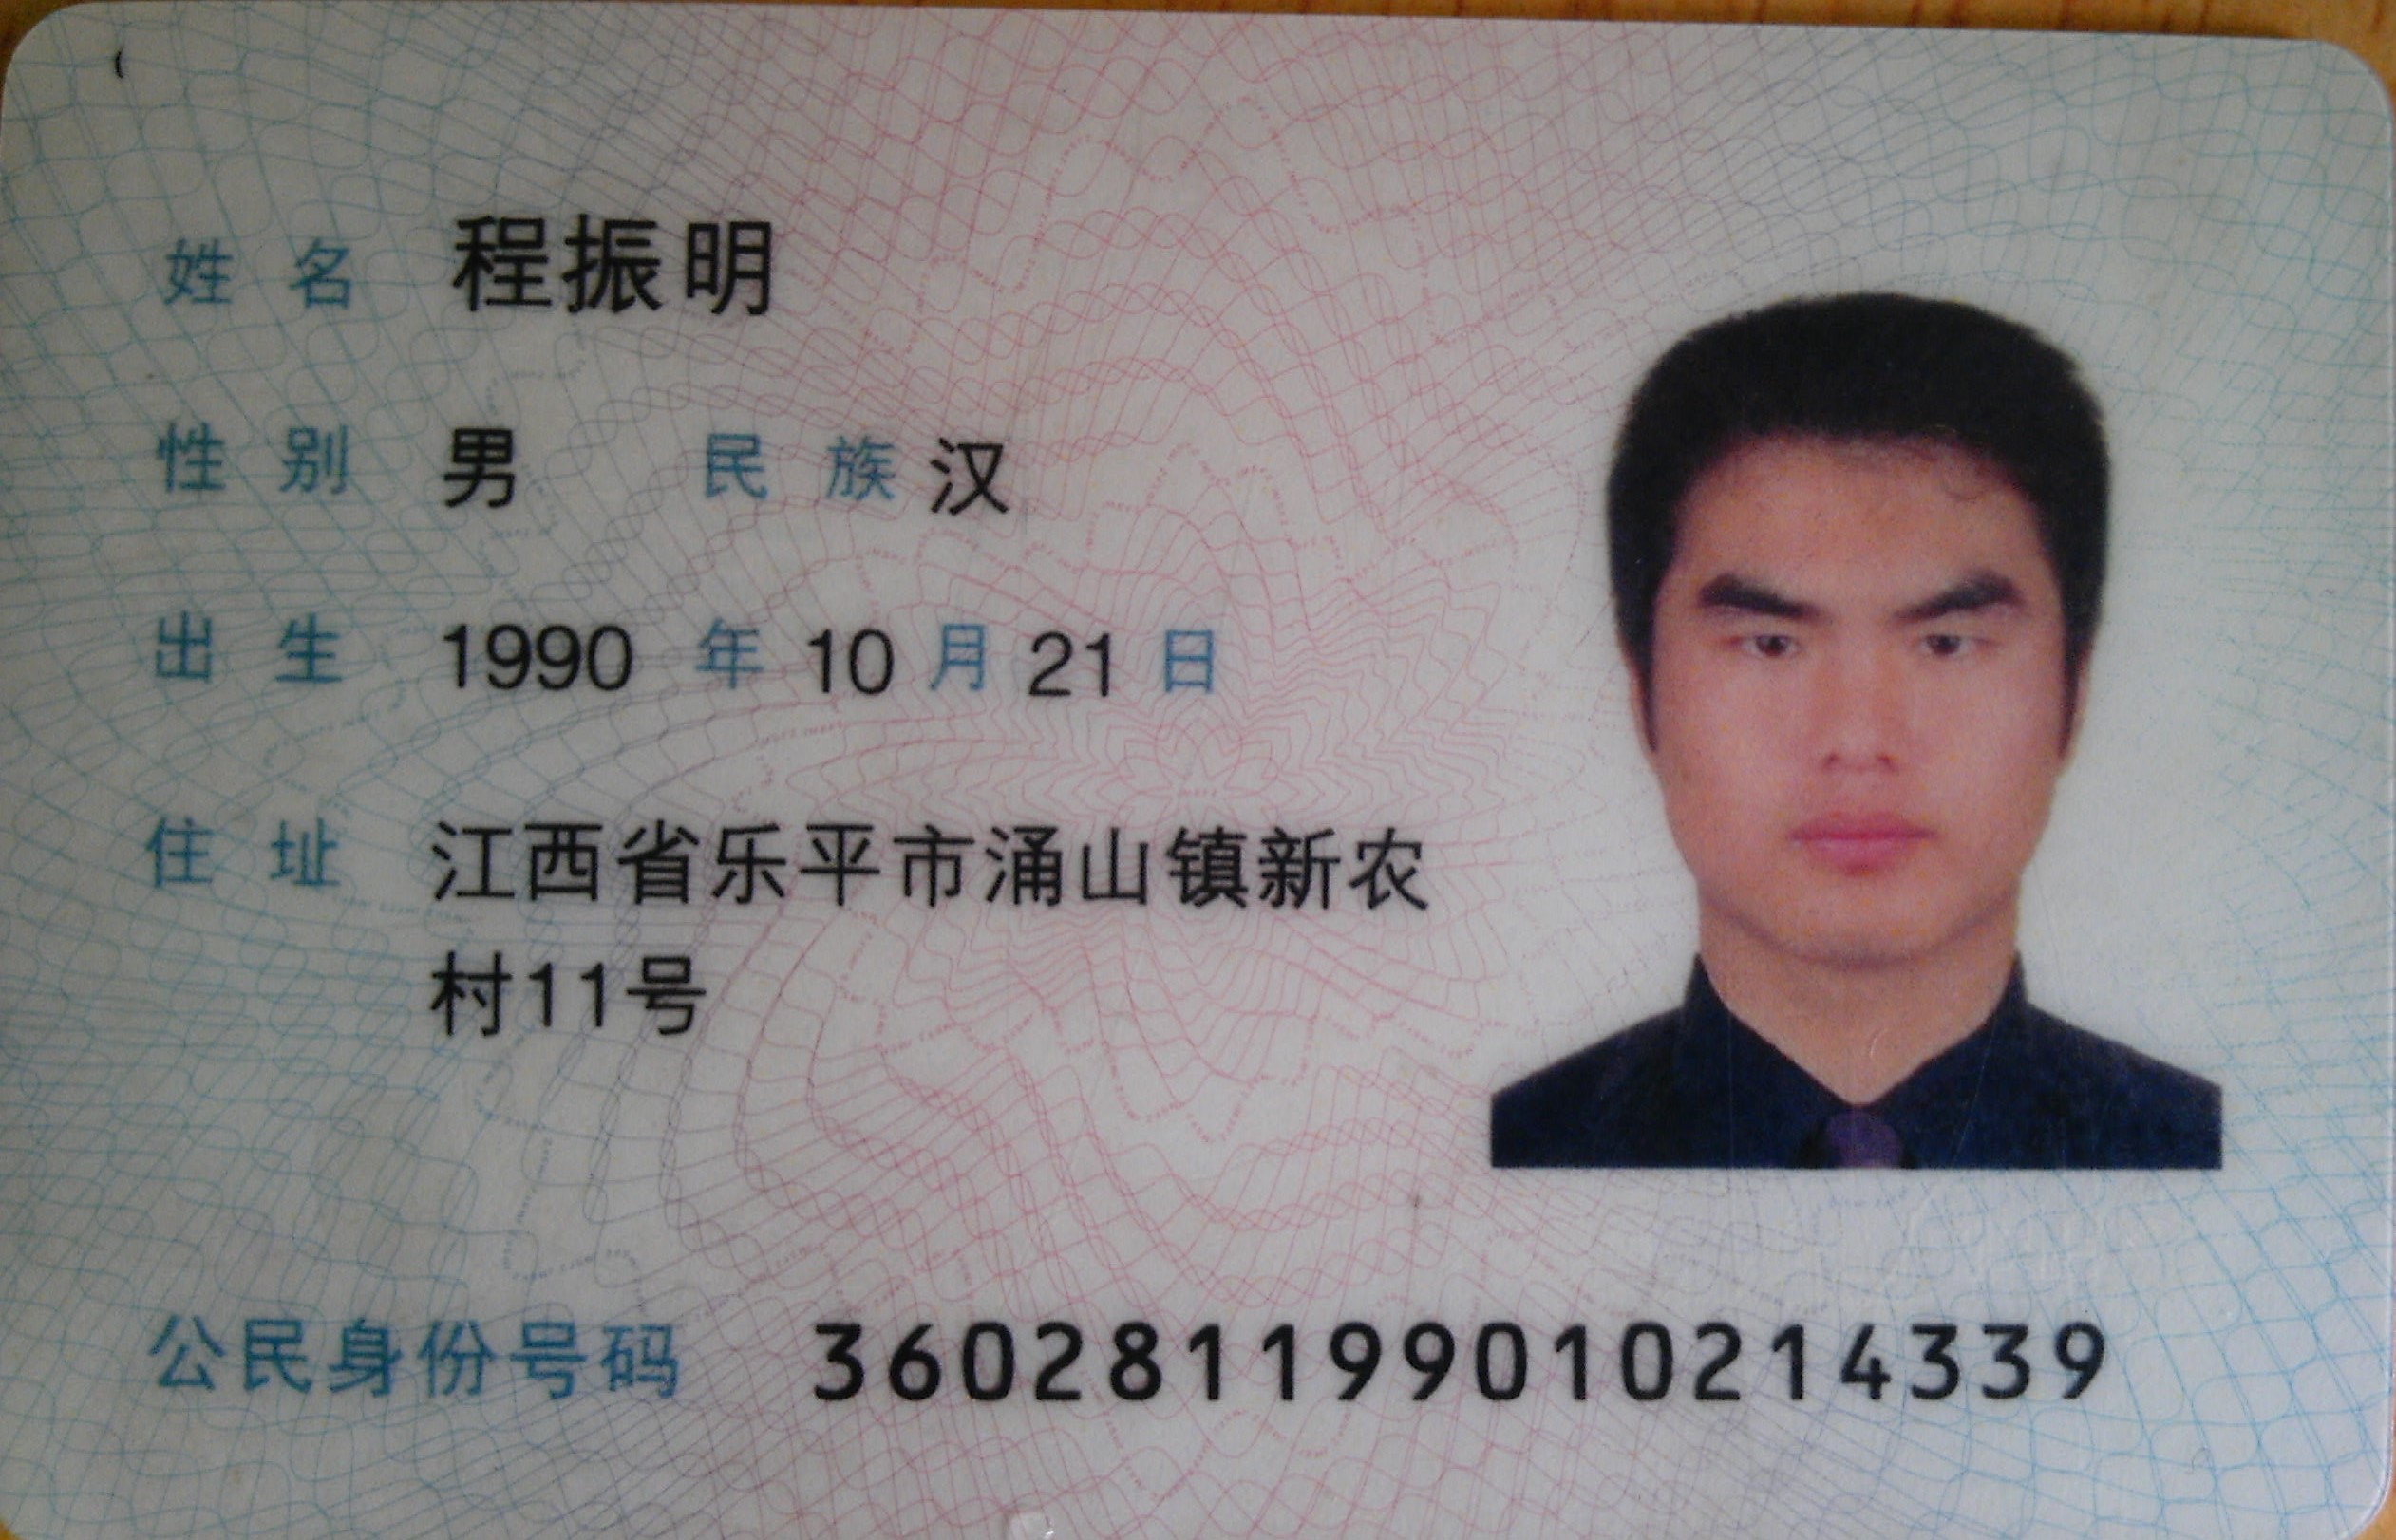 姓名 程振明
性别 男 民族 汉
出生 1990 年 10 月 21 日
住址 江西省乐平市涌山镇新农
村11号
公民身份号码 360281199010214339